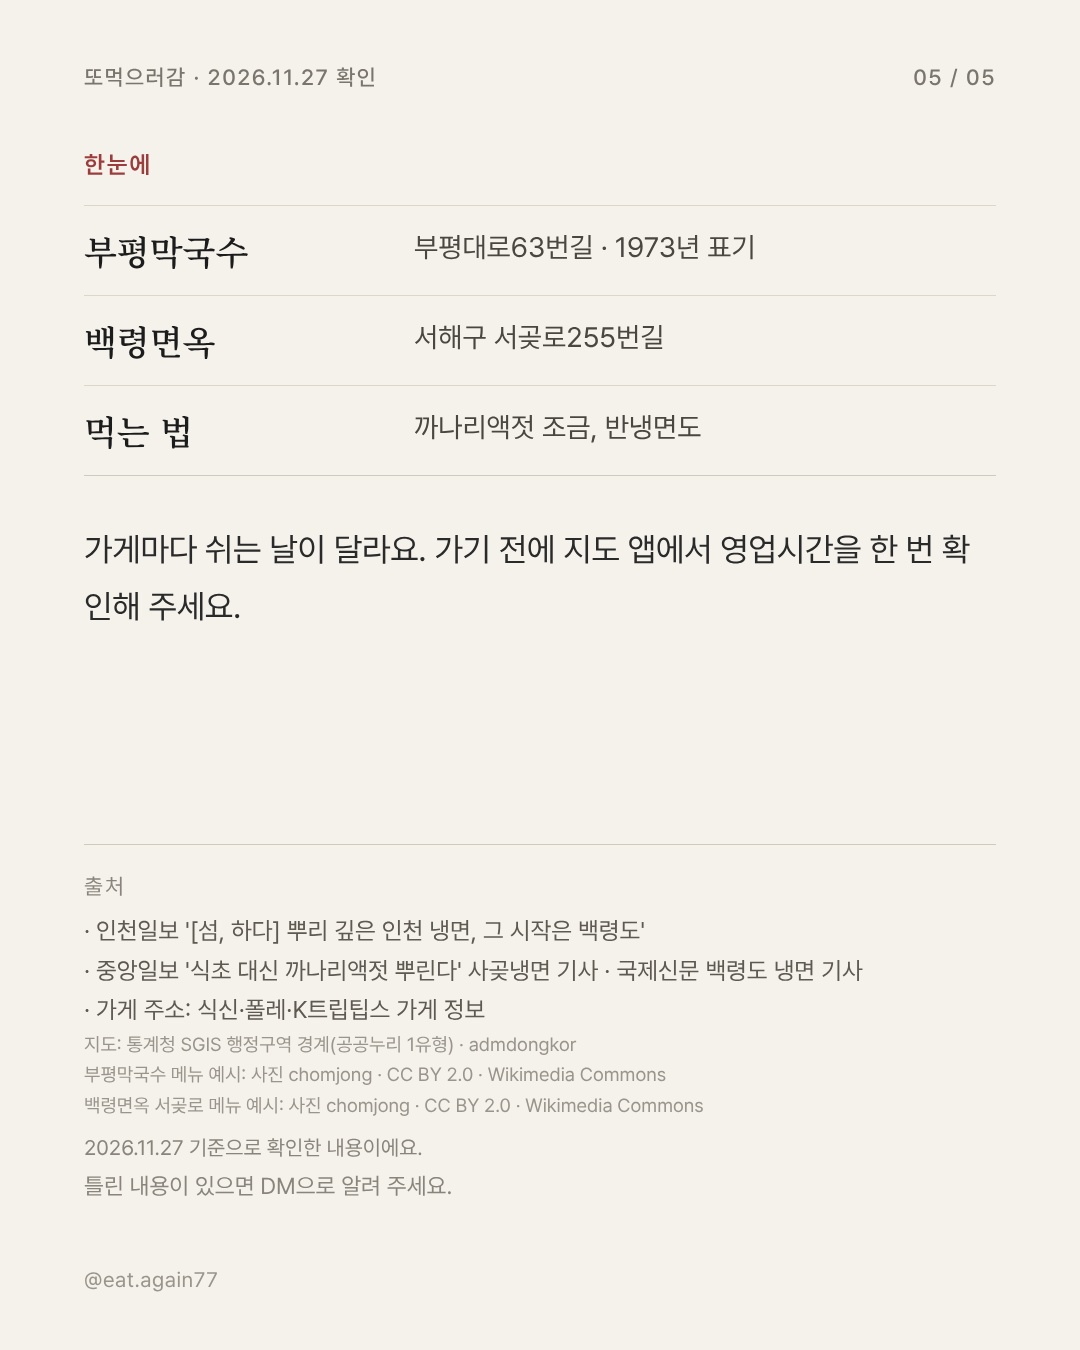 또먹으러감 · 2026.11.27 확인
05 / 05
한눈에
부평막국수
부평대로63번길 · 1973년 표기
백령면옥
서해구 서곶로255번길
먹는 법
까나리액젓 조금, 반냉면도
가게마다 쉬는 날이 달라요. 가기 전에 지도 앱에서 영업시간을 한 번 확
인해 주세요.
출처
· 인천일보 '[섬, 하다] 뿌리 깊은 인천 냉면, 그 시작은 백령도'
· 중앙일보 '식초 대신 까나리액젓 뿌린다' 사곶냉면 기사 · 국제신문 백령도 냉면 기사
· 가게 주소: 식신·폴레·K트립팁스 가게 정보
지도: 통계청 SGIS 행정구역 경계(공공누리 1유형) · admdongkor
부평막국수 메뉴 예시: 사진 chomjong · CC BY 2.0 · Wikimedia Commons
백령면옥 서곶로 메뉴 예시: 사진 chomjong · CC BY 2.0 · Wikimedia Commons
2026.11.27 기준으로 확인한 내용이에요.
틀린 내용이 있으면 DM으로 알려 주세요.
@eat.again77